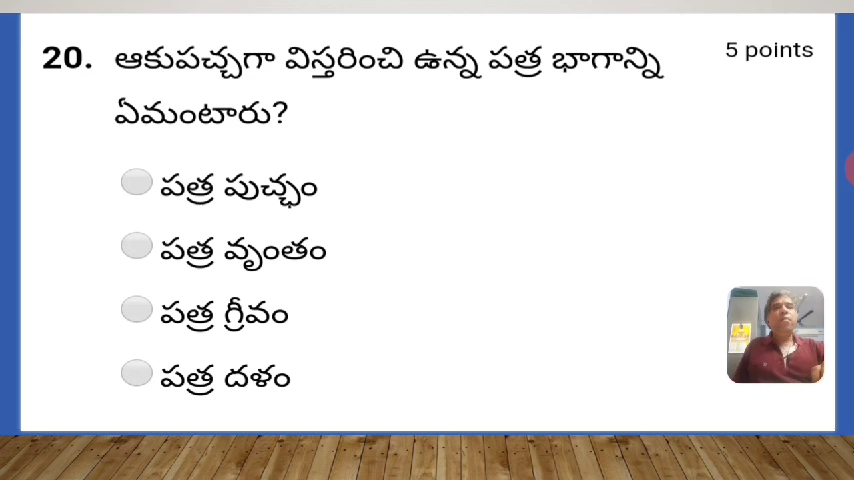 20. ఆకుపచ్చగా విస్తరించి ఉన్న పత్ర భాగాన్ని 5 points
ఏమంటారు?
పత్ర పుచ్ఛం
పత్ర వృంతం
పత్ర గ్రీవం
పత్ర దళం